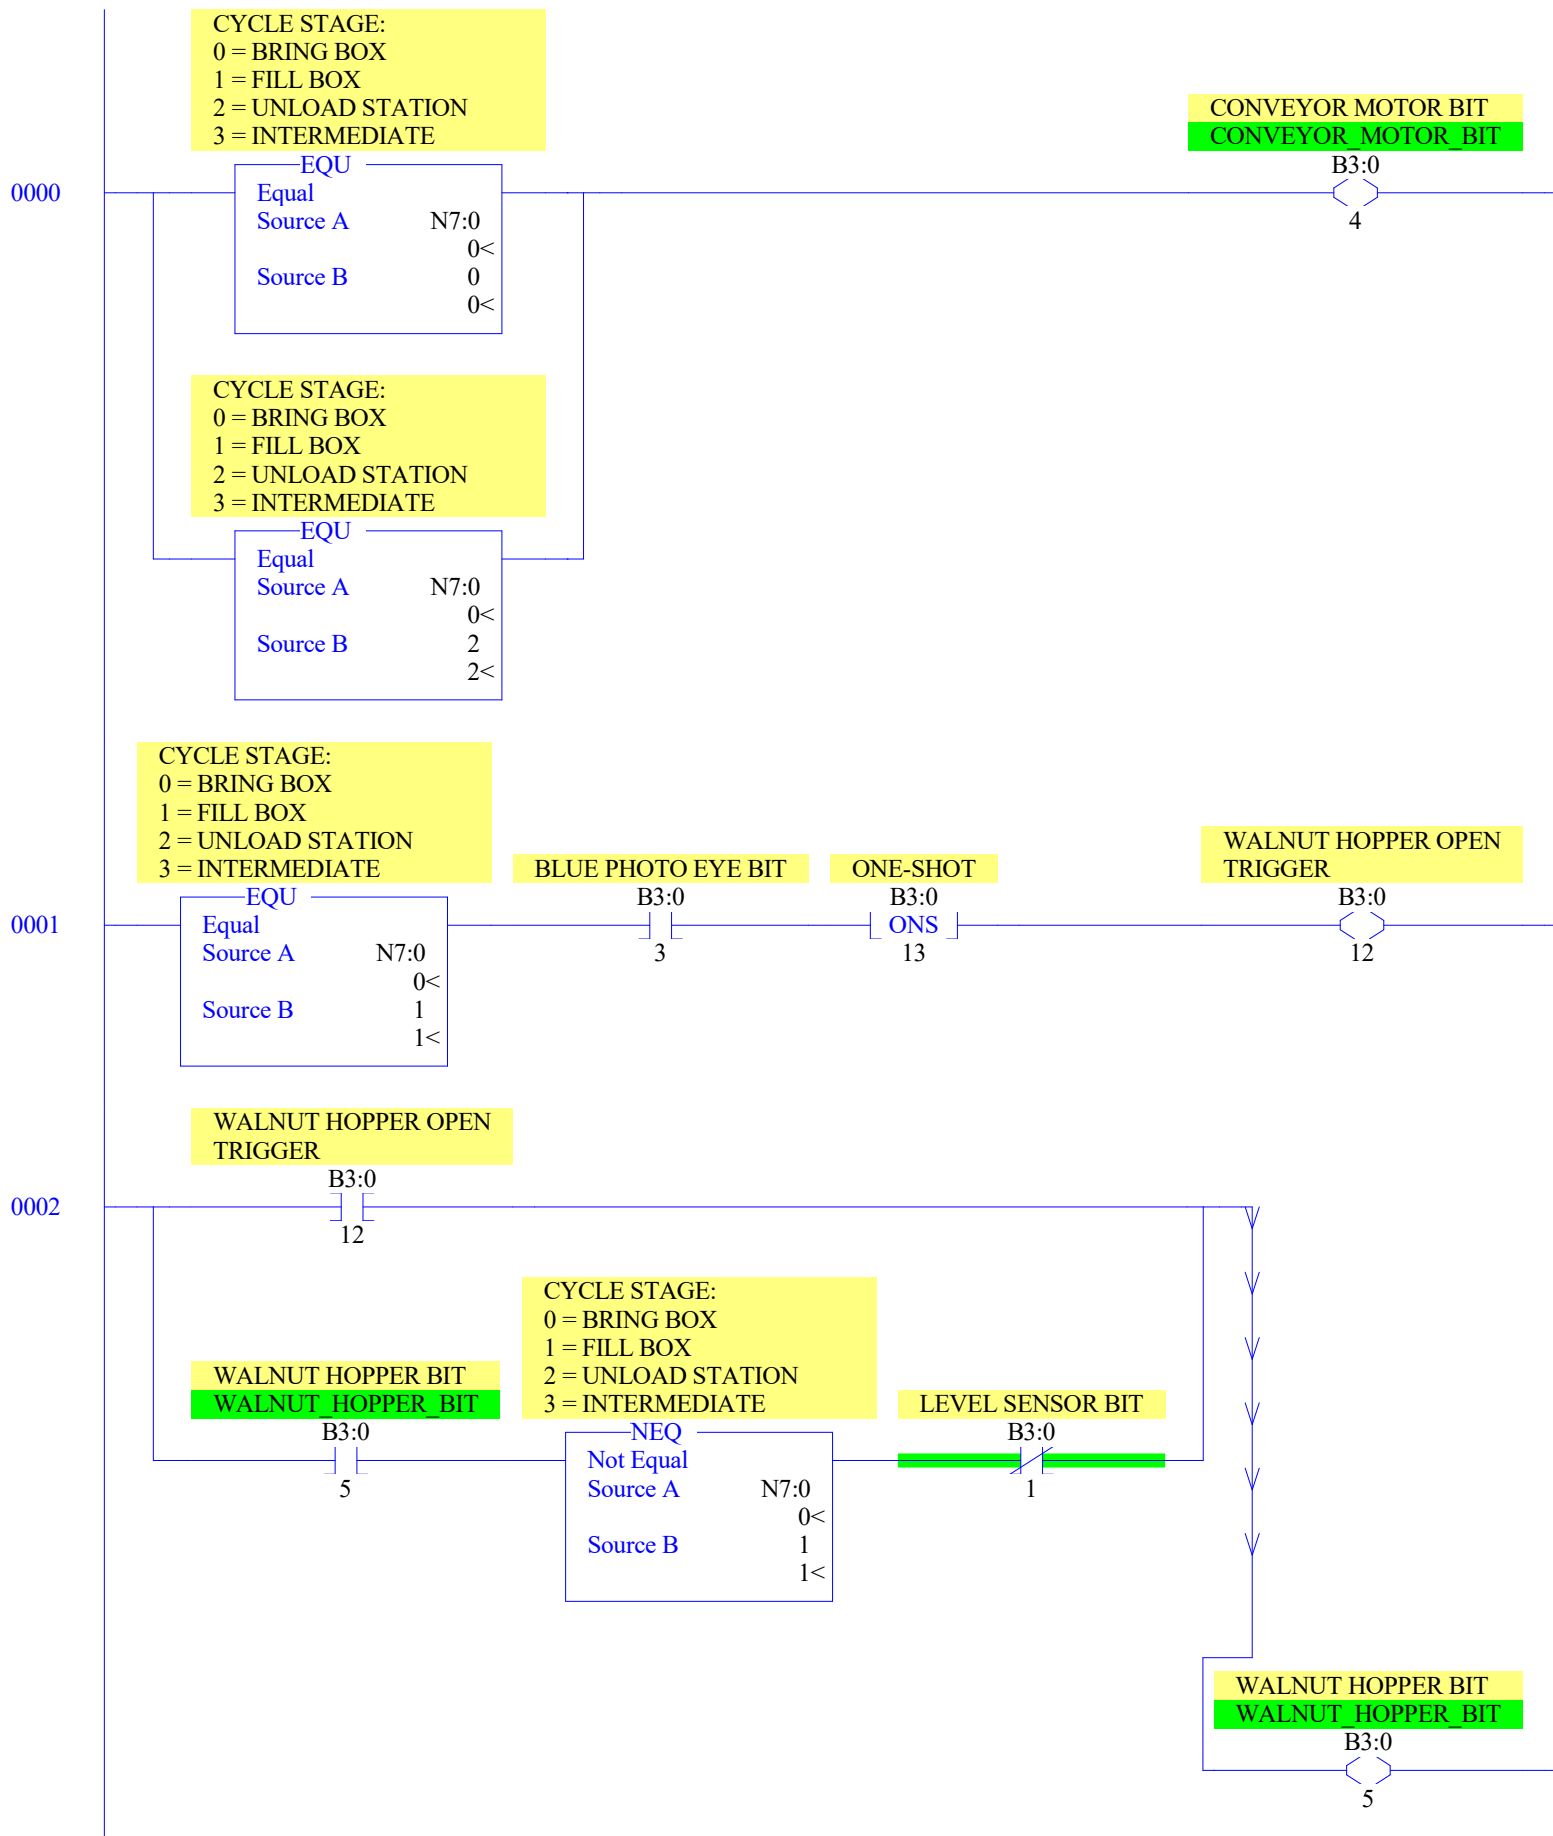 CYCLE STAGE:
0 = BRING BOX
1 = FILL BOX
2 = UNLOAD STATION
3 = INTERMEDIATE
EQU
Equal
Source A N7:0
0<
Source B 0
0<
CONVEYOR MOTOR BIT
CONVEYOR_MOTOR_BIT
B3:0
4
0000
CYCLE STAGE:
0 = BRING BOX
1 = FILL BOX
2 = UNLOAD STATION
3 = INTERMEDIATE
EQU
Equal
Source A N7:0
0<
Source B 2
2<
CYCLE STAGE:
0 = BRING BOX
1 = FILL BOX
2 = UNLOAD STATION
3 = INTERMEDIATE
EQU
Equal
Source A N7:0
0<
Source B 1
1<
0001
BLUE PHOTO EYE BIT
B3:0
3
ONE-SHOT
B3:0
ONS
13
WALNUT HOPPER OPEN
TRIGGER
B3:0
12
WALNUT HOPPER OPEN
TRIGGER
B3:0
12
0002
WALNUT HOPPER BIT
WALNUT_HOPPER_BIT
B3:0
5
CYCLE STAGE:
0 = BRING BOX
1 = FILL BOX
2 = UNLOAD STATION
3 = INTERMEDIATE
NEQ
Not Equal
Source A N7:0
0<
Source B 1
1<
LEVEL SENSOR BIT
B3:0
1
WALNUT HOPPER BIT
WALNUT_HOPPER_BIT
B3:0
5